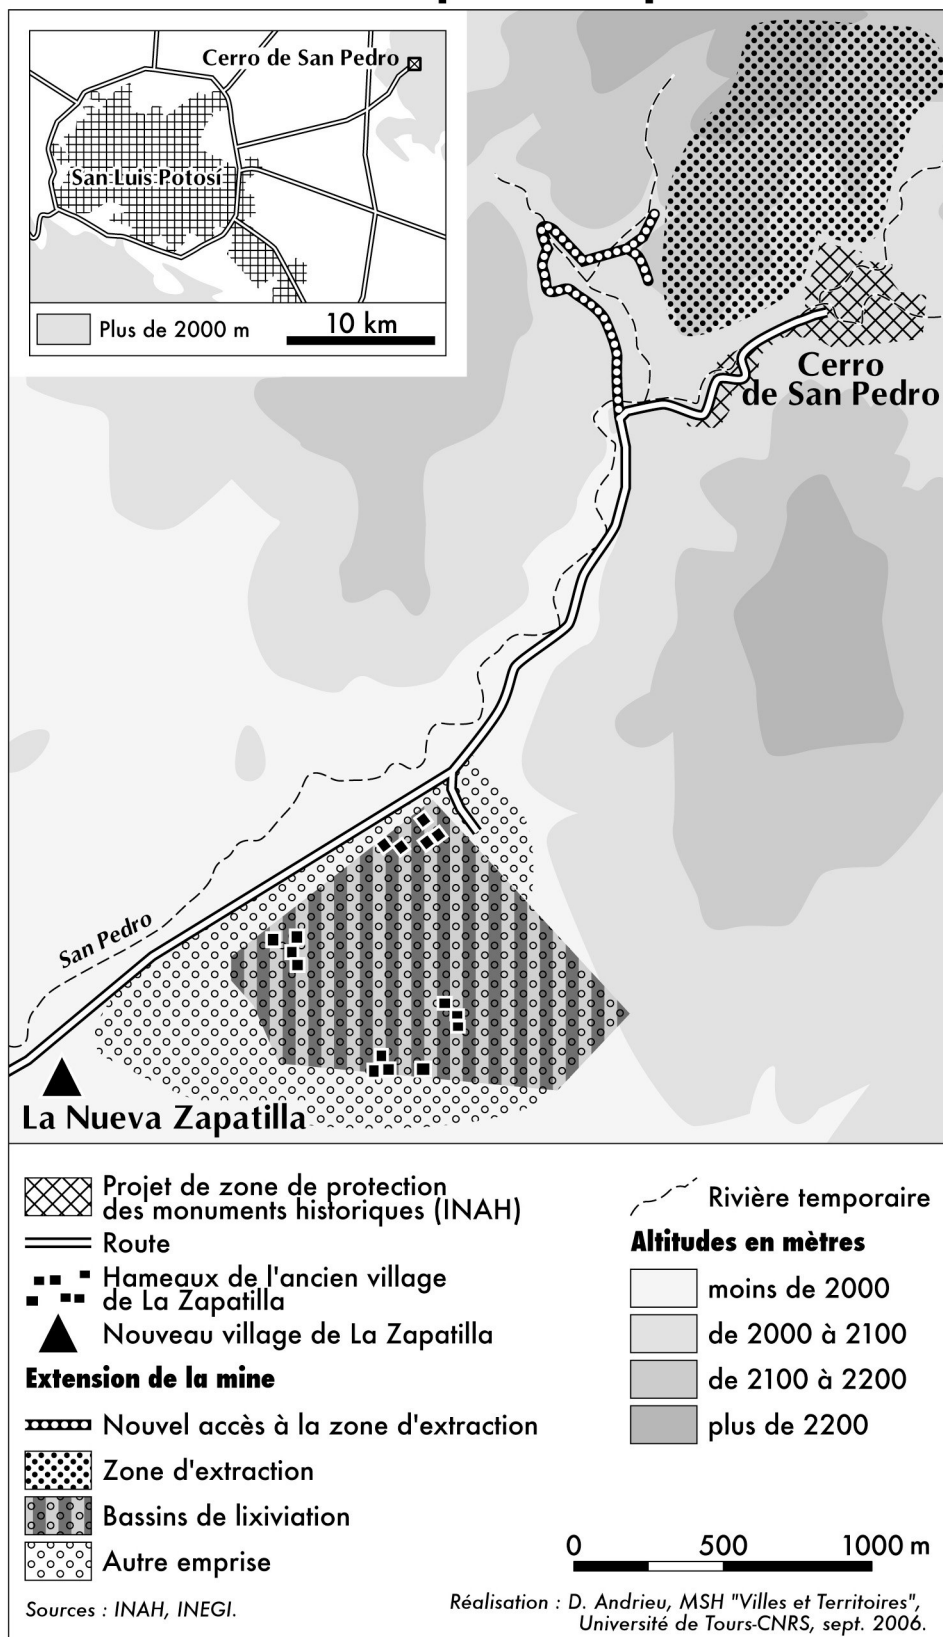 Cerro de San Pedro
San Luis Potosí
Plus de 2000 m
10 km
Cerro
de San Pedro
San Pedro
La Nueva Zapatilla
Projet de zone de protection
des monuments historiques (INAH)
Route
Hameaux de l'ancien village
de La Zapatilla
Nouveau village de La Zapatilla
Extension de la mine
Nouvel accès à la zone d'extraction
Zone d'extraction
Bassins de lixiviation
Autre emprise
Sources : INAH, INEGI.
Rivière temporaire
Altitudes en mètres
moins de 2000
de 2000 à 2100
de 2100 à 2200
plus de 2200
0 500 1000 m
Réalisation : D. Andrieu, MSH "Villes et Territoires",
Université de Tours-CNRS, sept. 2006.